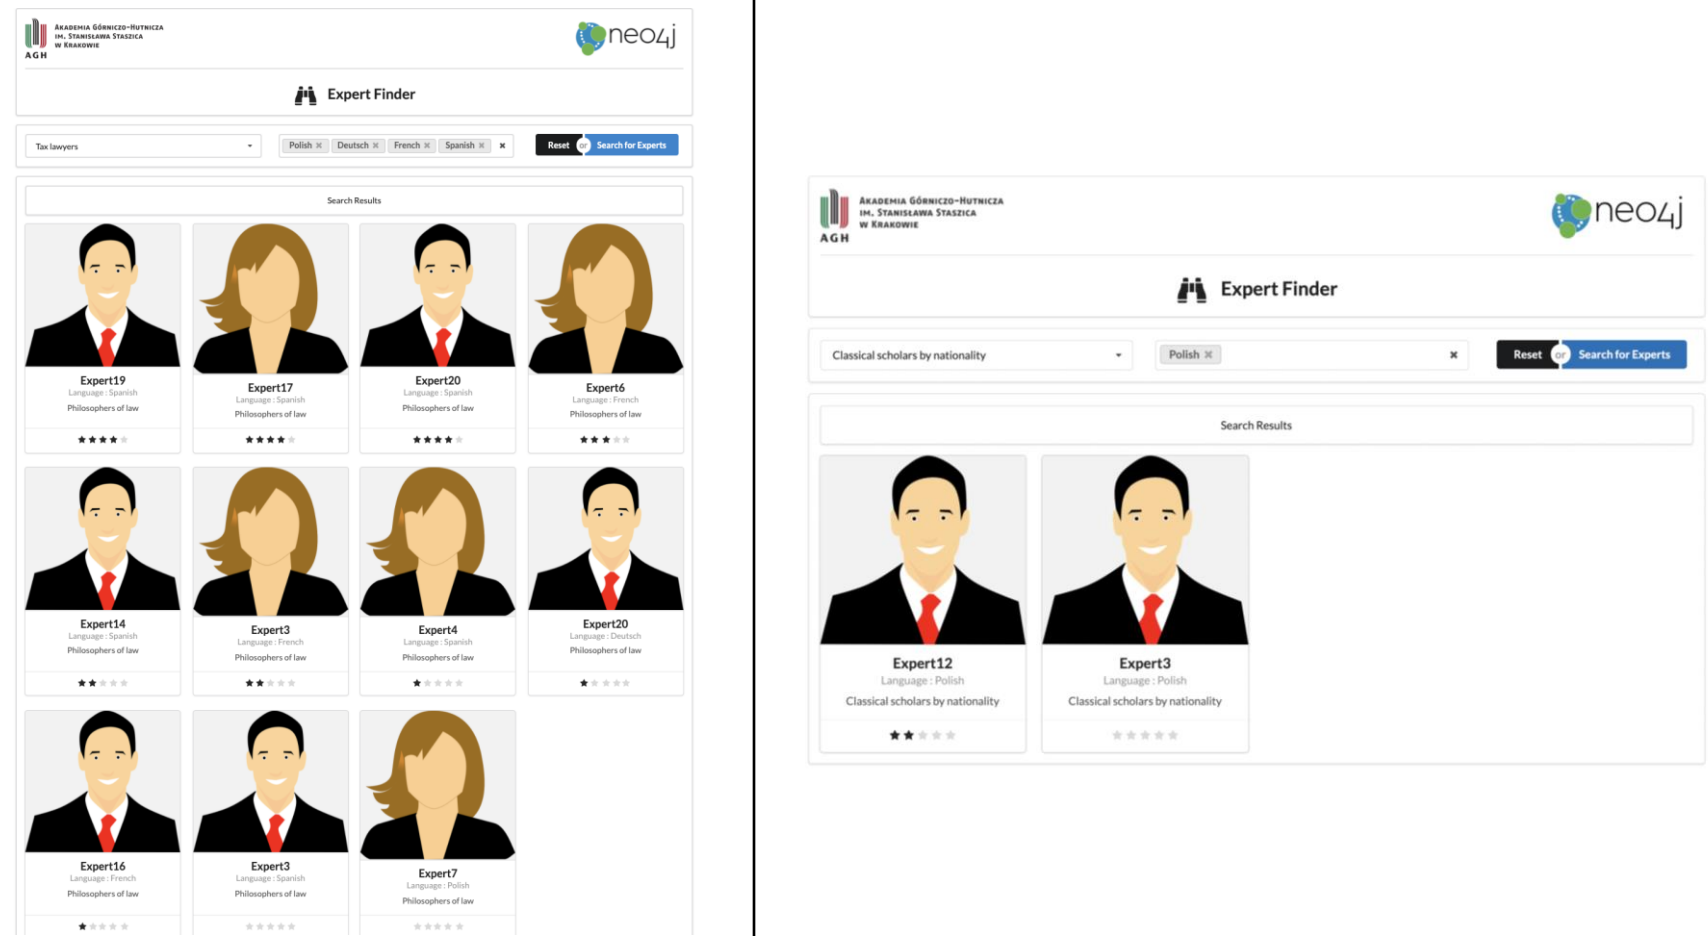 AKADEMIA GÓRNICZO-HUTNICZA
IM. STANISŁAWA STASZICA
W KRAKOWIE
AGH
neo4j
Expert Finder
Tax lawyers
Polish Deutsch French Spanish
Reset or Search for Experts
Search Results
Expert19
Language : Spanish
Philosophers of law
Expert17
Language : Spanish
Philosophers of law
Expert20
Language : Spanish
Philosophers of law
Expert6
Language : French
Philosophers of law
Expert14
Language : Spanish
Philosophers of law
Expert3
Language : French
Philosophers of law
Expert4
Language : Spanish
Philosophers of law
Expert20
Language : Deutsch
Philosophers of law
Expert16
Language : French
Philosophers of law
Expert3
Language : Spanish
Philosophers of law
Expert7
Language : Polish
Philosophers of law
AKADEMIA GÓRNICZO-HUTNICZA
IM. STANISŁAWA STASZICA
W KRAKOWIE
AGH
neo4j
Expert Finder
Classical scholars by nationality
Polish
Reset or Search for Experts
Search Results
Expert12
Language : Polish
Classical scholars by nationality
Expert3
Language : Polish
Classical scholars by nationality